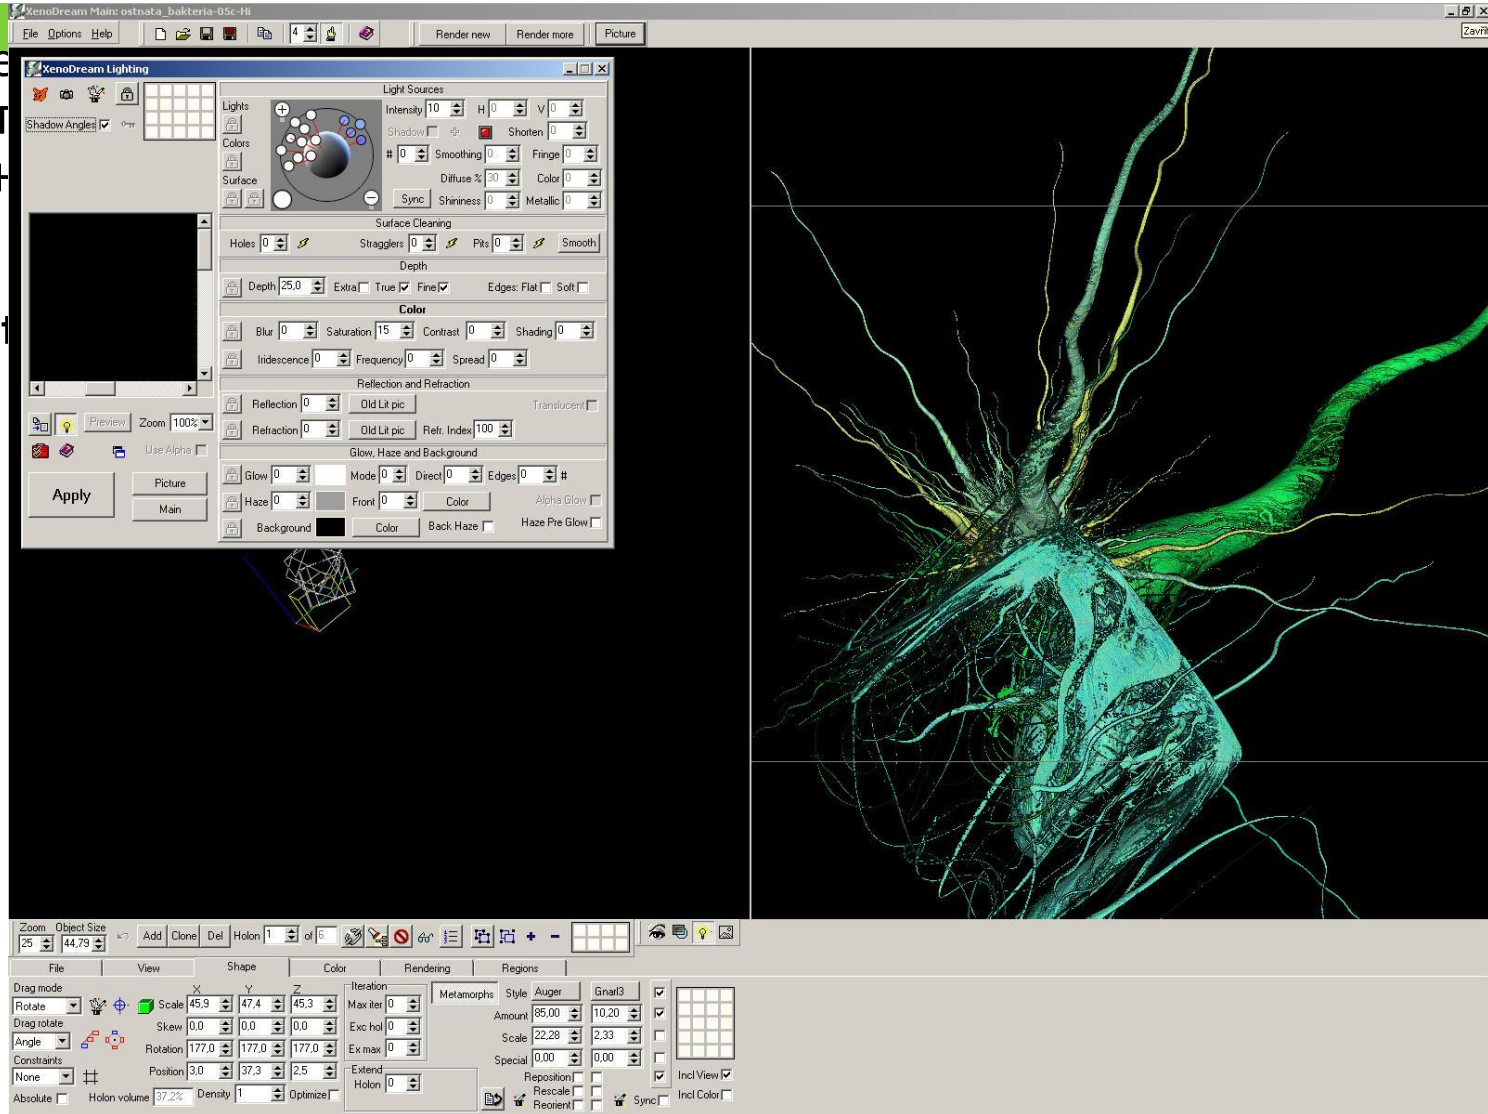 XenoDream Main: ostnata_bakteria-05c-Hi
File Options Help 4 Render new Render more Picture
Zavřít
XenoDream Lighting
Shadow Angles
Light Sources
Lights Intensity 10 H 0 V 0
Shadow Shorten 0
Colors
# 0 Smoothing 0 Fringe 0
Surface Diffuse % 30 Color 0
Sync Shininess 0 Metallic 0
Surface Cleaning
Holes 0 Stragglers 0 Pits 0 Smooth
Depth
Depth 25,0 Extra True Fine Edges: Flat Soft
Color
Blur 0 Saturation 15 Contrast 0 Shading 0
Iridescence 0 Frequency 0 Spread 0
Reflection and Refraction
Reflection 0 Old Lit pic Translucent
Refraction 0 Old Lit pic Refr. Index 100
Preview Zoom 100%
Use Alpha
Glow, Haze and Background
Glow 0 Mode 0 Direct 0 Edges 0 #
Haze 0 Front 0 Color Alpha Glow
Background Color Back Haze Haze Pre Glow
Apply Picture
Main
Zoom Object Size
25 44,79 Add Clone Del Holon 1 of 6
File View Shape Color Rendering Regions
Drag mode X Y Z Iteration
Rotate Scale 45,9 47,4 45,3 Max iter 0 Metamorphs Style Auger Gnarl3
Drag rotate Skew 0,0 0,0 0,0 Exc hol 0 Amount 85,00 10,20
Angle Rotation 177,0 177,0 177,0 Ex max 0 Scale 22,28 2,33
Constraints Special 0,00 0,00
None Position 3,0 37,3 2,5 Extend Reposition Incl View
Holon 0 Rescale
Absolute Holon volume 37,2% Density 1 Optimize Reorient Sync Incl Color